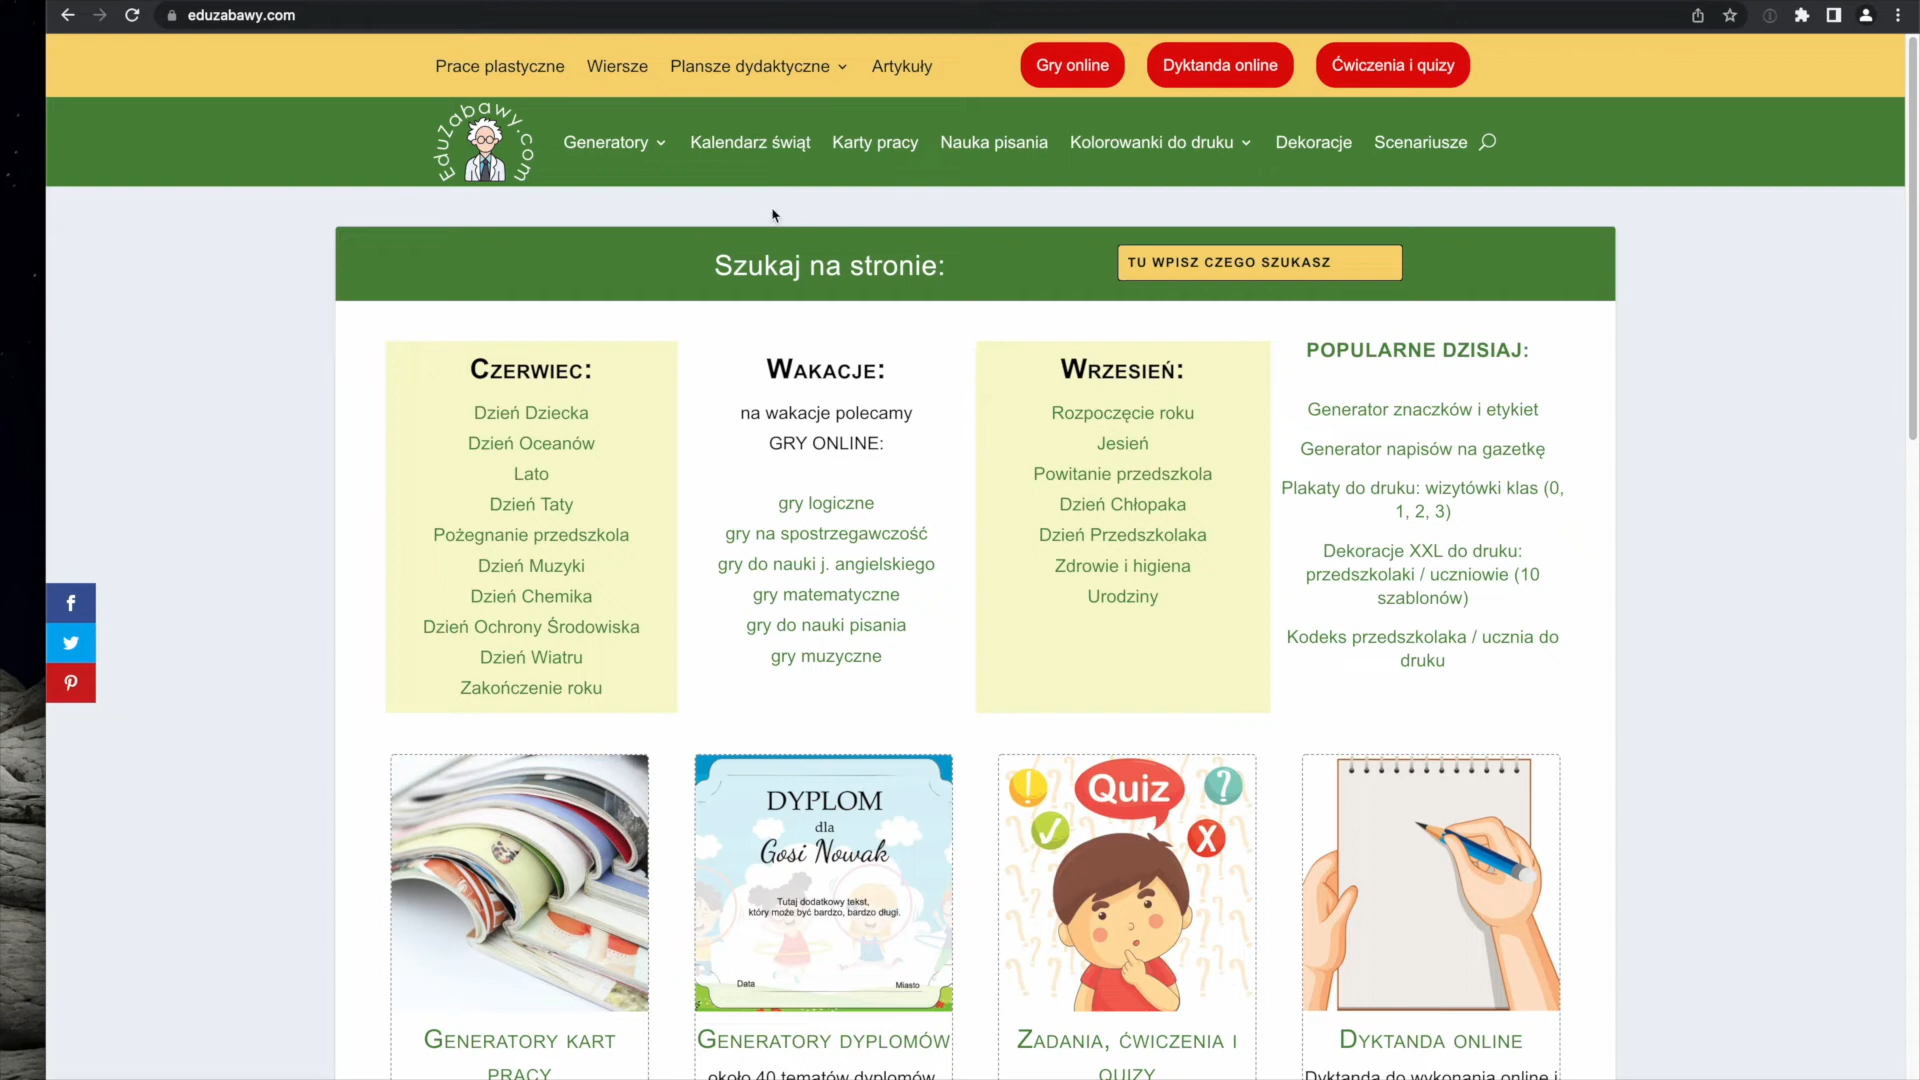 eduzabawy.com
Prace plastyczne Wiersze Plansze dydaktyczne Artykuły Gry online Dyktanda online Ćwiczenia i quizy
EduZabawy.com
Generatory Kalendarz świąt Karty pracy Nauka pisania Kolorowanki do druku Dekoracje Scenariusze
Szukaj na stronie: TU WPISZ CZEGO SZUKASZ
Czerwiec:
Dzień Dziecka
Dzień Oceanów
Lato
Dzień Taty
Pożegnanie przedszkola
Dzień Muzyki
Dzień Chemika
Dzień Ochrony Środowiska
Dzień Wiatru
Zakończenie roku
Wakacje:
na wakacje polecamy
GRY ONLINE:
gry logiczne
gry na spostrzegawczość
gry do nauki j. angielskiego
gry matematyczne
gry do nauki pisania
gry muzyczne
Wrzesień:
Rozpoczęcie roku
Jesień
Powitanie przedszkola
Dzień Chłopaka
Dzień Przedszkolaka
Zdrowie i higiena
Urodziny
POPULARNE DZISIAJ:
Generator znaczków i etykiet
Generator napisów na gazetkę
Plakaty do druku: wizytówki klas (0,
1, 2, 3)
Dekoracje XXL do druku:
przedszkolaki / uczniowie (10
szablonów)
Kodeks przedszkolaka / ucznia do
druku
Generatory kart
pracy
DYPLOM
dla
Gosi Nowak
Tutaj dodatkowy tekst,
który może być bardzo, bardzo długi.
Data Miasto
Generatory dyplomów
około 40 tematów dyplomów
Quiz
Zadania, ćwiczenia i
quizy
Dyktanda online
Dyktanda do wykonania online i